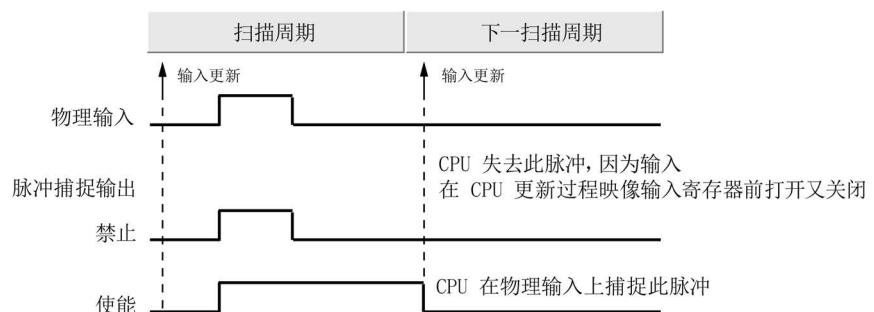 扫描周期
下一扫描周期
输入更新
输入更新
物理输入
脉冲捕捉输出
CPU 失去此脉冲, 因为输入
在 CPU 更新过程映像输入寄存器前打开又关闭
禁止
CPU 在物理输入上捕捉此脉冲
使能